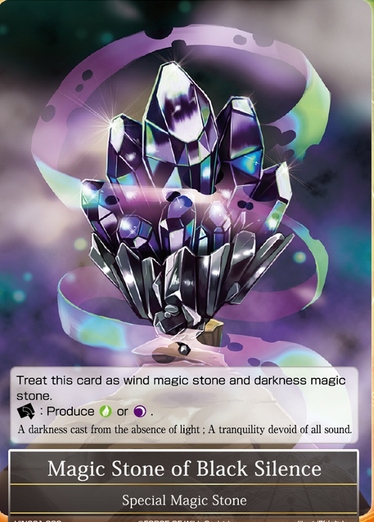 Treat this card as wind magic stone and darkness magic
stone.
: Produce or .
A darkness cast from the absence of light ; A tranquility devoid of all sound.
Magic Stone of Black Silence
Special Magic Stone